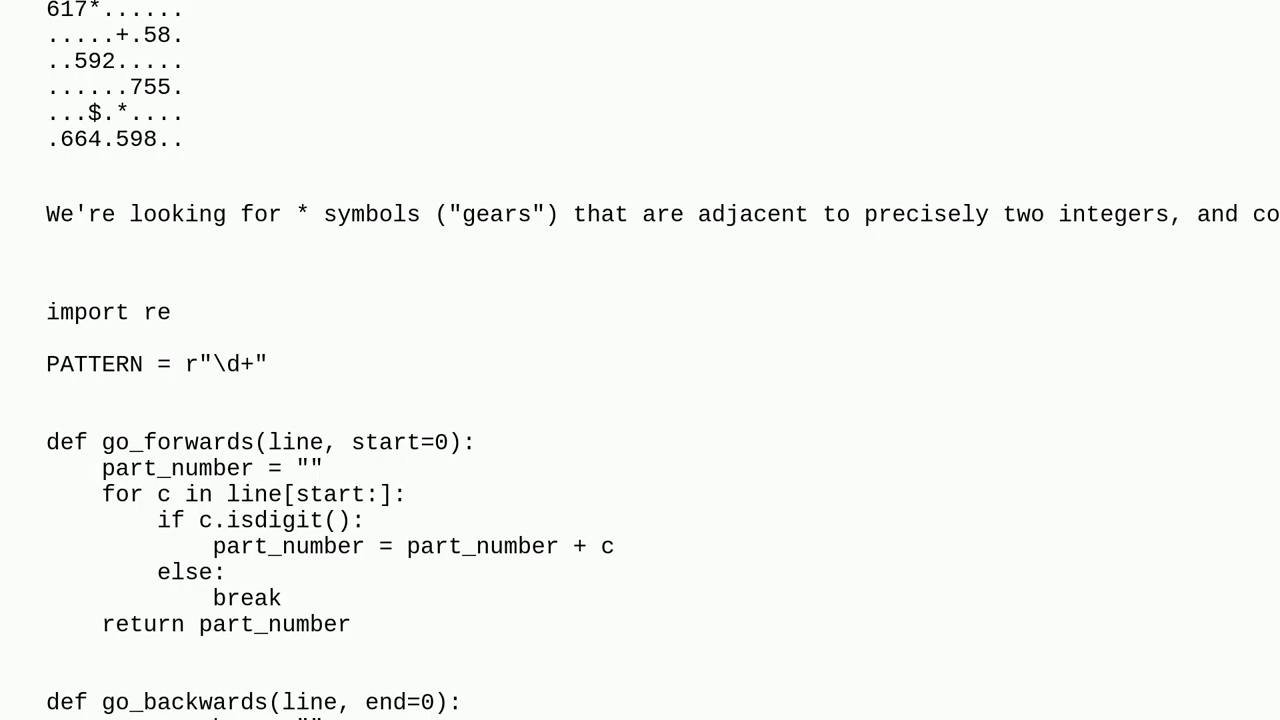 617*......
.....+.58.
..592.....
......755.
...$.*....
.664.598..
We're looking for * symbols ("gears") that are adjacent to precisely two integers, and co
import re
PATTERN = r"\d+"
def go_forwards(line, start=0):
    part_number = ""
    for c in line[start:]:
        if c.isdigit():
            part_number = part_number + c
        else:
            break
    return part_number
def go_backwards(line, end=0):